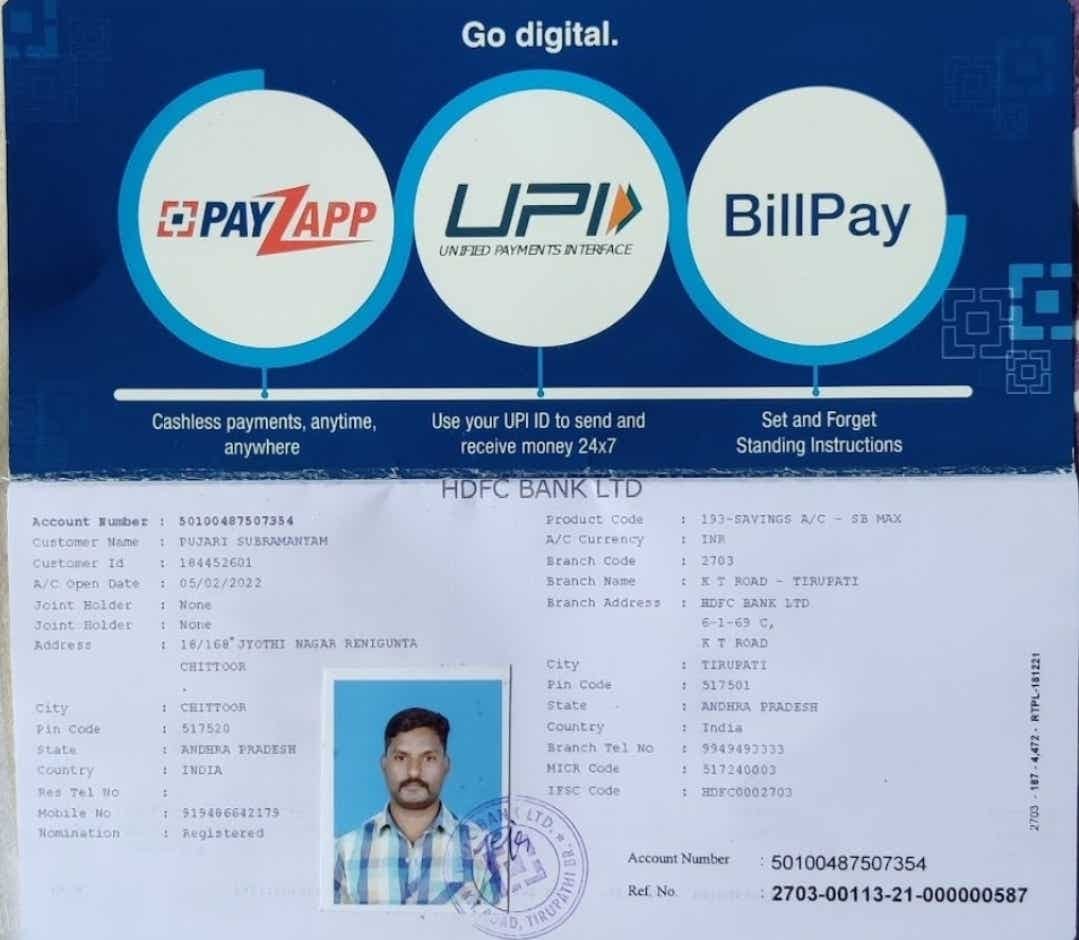 Go digital.
PAYZAPP
UPI
UNIFIED PAYMENTS INTERFACE
BillPay
Cashless payments, anytime,
anywhere
Use your UPI ID to send and
receive money 24x7
Set and Forget
Standing Instructions
HDFC BANK LTD
Account Number : 50100487507354
Customer Name : PUJARI SUBRAMANYAM
Customer Id : 184452601
A/C Open Date : 05/02/2022
Joint Holder : None
Joint Holder : None
Address : 18/168 JYOTHI NAGAR RENIGUNTA
CHITTOOR
.
City : CHITTOOR
Pin Code : 517520
State : ANDHRA PRADESH
Country : INDIA
Res Tel No :
Mobile No : 919486642179
Nomination : Registered
Product Code : 193-SAVINGS A/C - SB MAX
A/C Currency : INR
Branch Code : 2703
Branch Name : K T ROAD - TIRUPATI
Branch Address : HDFC BANK LTD
6-1-69 C,
K T ROAD
City : TIRUPATI
Pin Code : 517501
State : ANDHRA PRADESH
Country : India
Branch Tel No : 9949493333
MICR Code : 517240003
IFSC Code : HDFC0002703
2703 - 187 - 4,472 - RTPL-181221
BANK LTD. * TIRUPATHI BR. * ROAD,
Account Number : 50100487507354
Ref. No. : 2703-00113-21-000000587